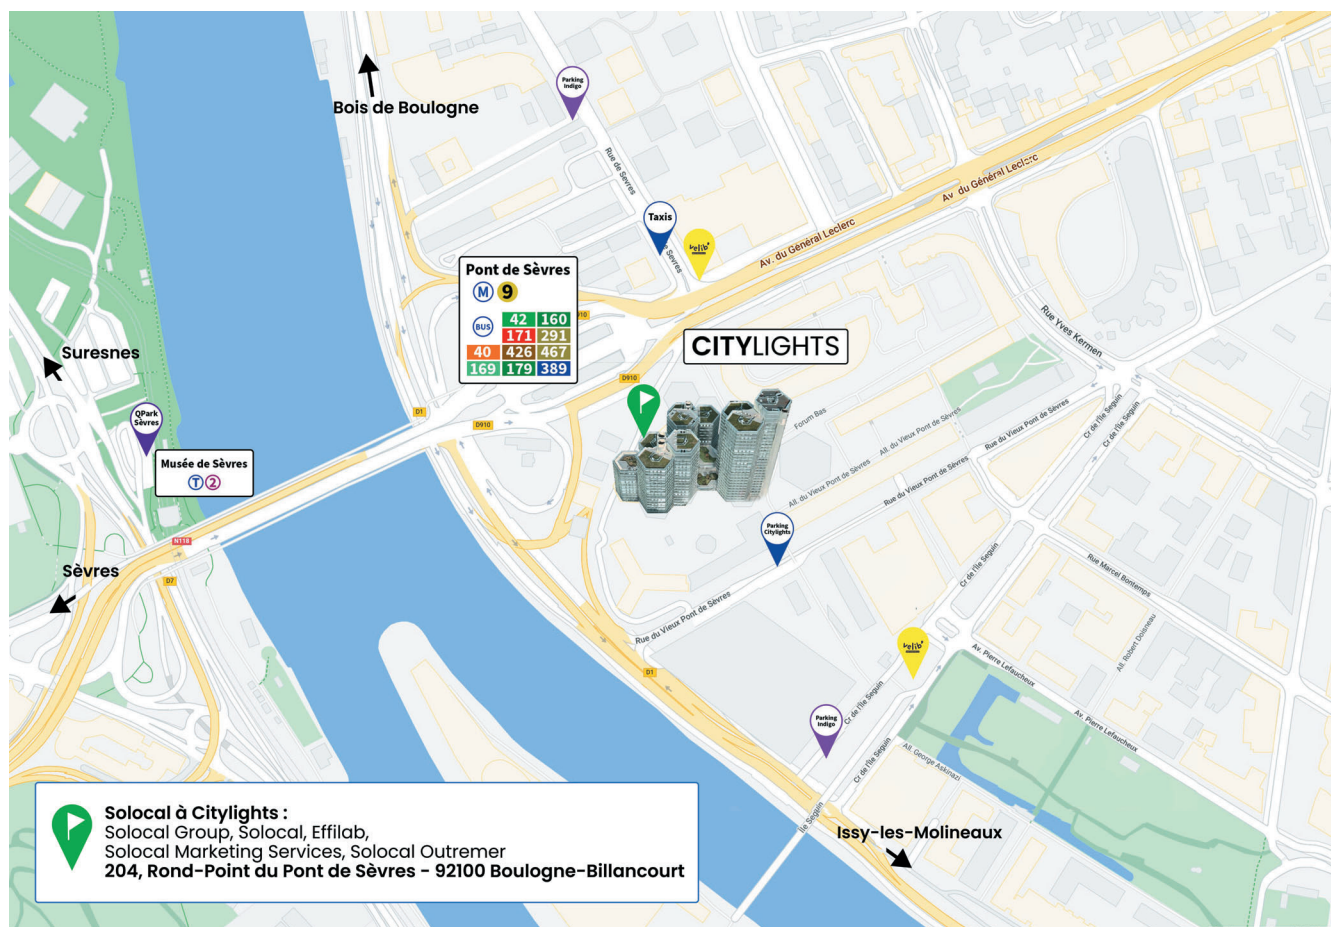 Parking
Indigo
Bois de Boulogne
Rue de Sèvres
Av. du Général Leclerc
Taxis
velib'
de Sèvres
Av. du Général Leclerc
Pont de Sèvres
M 9
BUS
42 160
171 291
40 426 467
169 179 389
910
Rue Yves Kermen
CITYLIGHTS
Suresnes
D910
QPark
Sèvres
D1
D910
Forum Bas
All. du Vieux Pont de Sèvres
Rue du Vieux Pont de Sèvres
Cr de l'Île Seguin
Cr de l'Île Seguin
Musée de Sèvres
T 2
All. du Vieux Pont de Sèvres
Rue du Vieux Pont de Sèvres
Parking
Citylights
N118
Sèvres
D7
Cr de l'Île Seguin
Rue Marcel Bontemps
Rue du Vieux Pont de Sèvres
All. Robert Doisneau
velib'
Av. Pierre Lefaucheux
D1
Cr de l'Île Seguin
Av. Pierre Lefaucheux
Parking
Indigo
Cr de l'Île Seguin
All. George Askinazi
Île Seguin
Issy-les-Molineaux
Solocal à Citylights :
Solocal Group, Solocal, Effilab,
Solocal Marketing Services, Solocal Outremer
204, Rond-Point du Pont de Sèvres - 92100 Boulogne-Billancourt